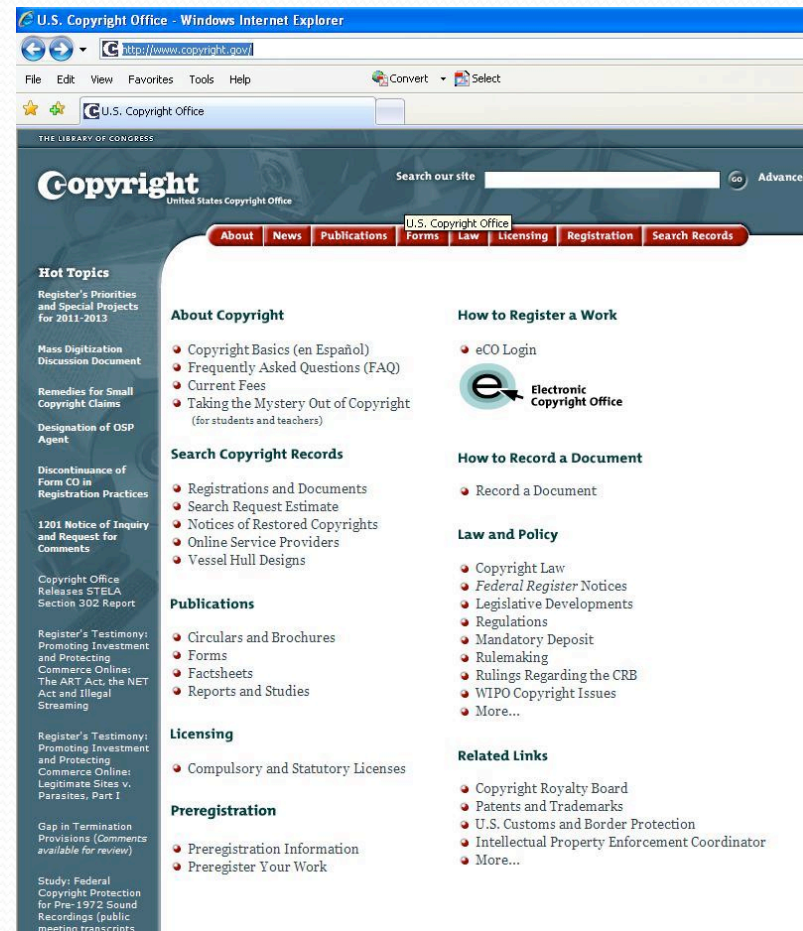 U.S. Copyright Office - Windows Internet Explorer
http://www.copyright.gov/
File Edit View Favorites Tools Help Convert Select
U.S. Copyright Office
THE LIBRARY OF CONGRESS
Copyright
United States Copyright Office
Search our site GO Advance
U.S. Copyright Office
About News Publications Forms Law Licensing Registration Search Records
Hot Topics
Register's Priorities
and Special Projects
for 2011-2013
Mass Digitization
Discussion Document
Remedies for Small
Copyright Claims
Designation of OSP
Agent
Discontinuance of
Form CO in
Registration Practices
1201 Notice of Inquiry
and Request for
Comments
Copyright Office
Releases STELA
Section 302 Report
Register's Testimony:
Promoting Investment
and Protecting
Commerce Online:
The ART Act, the NET
Act and Illegal
Streaming
Register's Testimony:
Promoting Investment
and Protecting
Commerce Online:
Legitimate Sites v.
Parasites, Part I
Gap in Termination
Provisions (Comments
available for review)
Study: Federal
Copyright Protection
for Pre-1972 Sound
Recordings (public
meeting transcripts
About Copyright
Copyright Basics (en Español)
Frequently Asked Questions (FAQ)
Current Fees
Taking the Mystery Out of Copyright
(for students and teachers)
Search Copyright Records
Registrations and Documents
Search Request Estimate
Notices of Restored Copyrights
Online Service Providers
Vessel Hull Designs
Publications
Circulars and Brochures
Forms
Factsheets
Reports and Studies
Licensing
Compulsory and Statutory Licenses
Preregistration
Preregistration Information
Preregister Your Work
How to Register a Work
eCO Login
e Electronic
Copyright Office
How to Record a Document
Record a Document
Law and Policy
Copyright Law
Federal Register Notices
Legislative Developments
Regulations
Mandatory Deposit
Rulemaking
Rulings Regarding the CRB
WIPO Copyright Issues
More...
Related Links
Copyright Royalty Board
Patents and Trademarks
U.S. Customs and Border Protection
Intellectual Property Enforcement Coordinator
More...